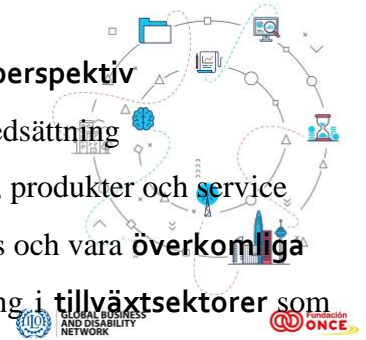 perspektiv
edsättning
produkter och service
s och vara överkomliga
ng i tillväxtsektorer som
GLOBAL BUSINESS
AND DISABILITY
NETWORK
Fundación
ONCE